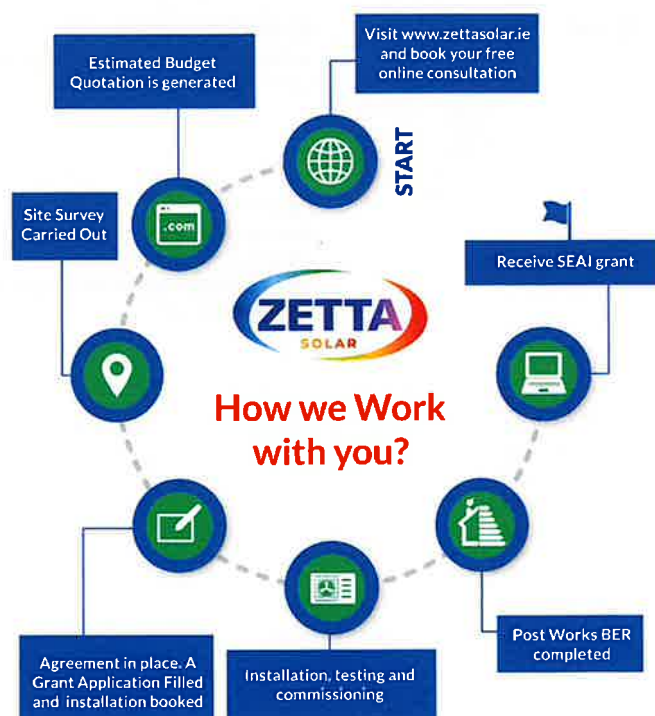 Visit www.zettasolar.ie
and book your free
online consultation
START
Estimated Budget
Quotation is generated
.com
Site Survey
Carried Out
Agreement in place. A
Grant Application Filled
and installation booked
Installation, testing and
commissioning
Post Works BER
completed
Receive SEAI grant
ZETTA
SOLAR
How we Work
with you?